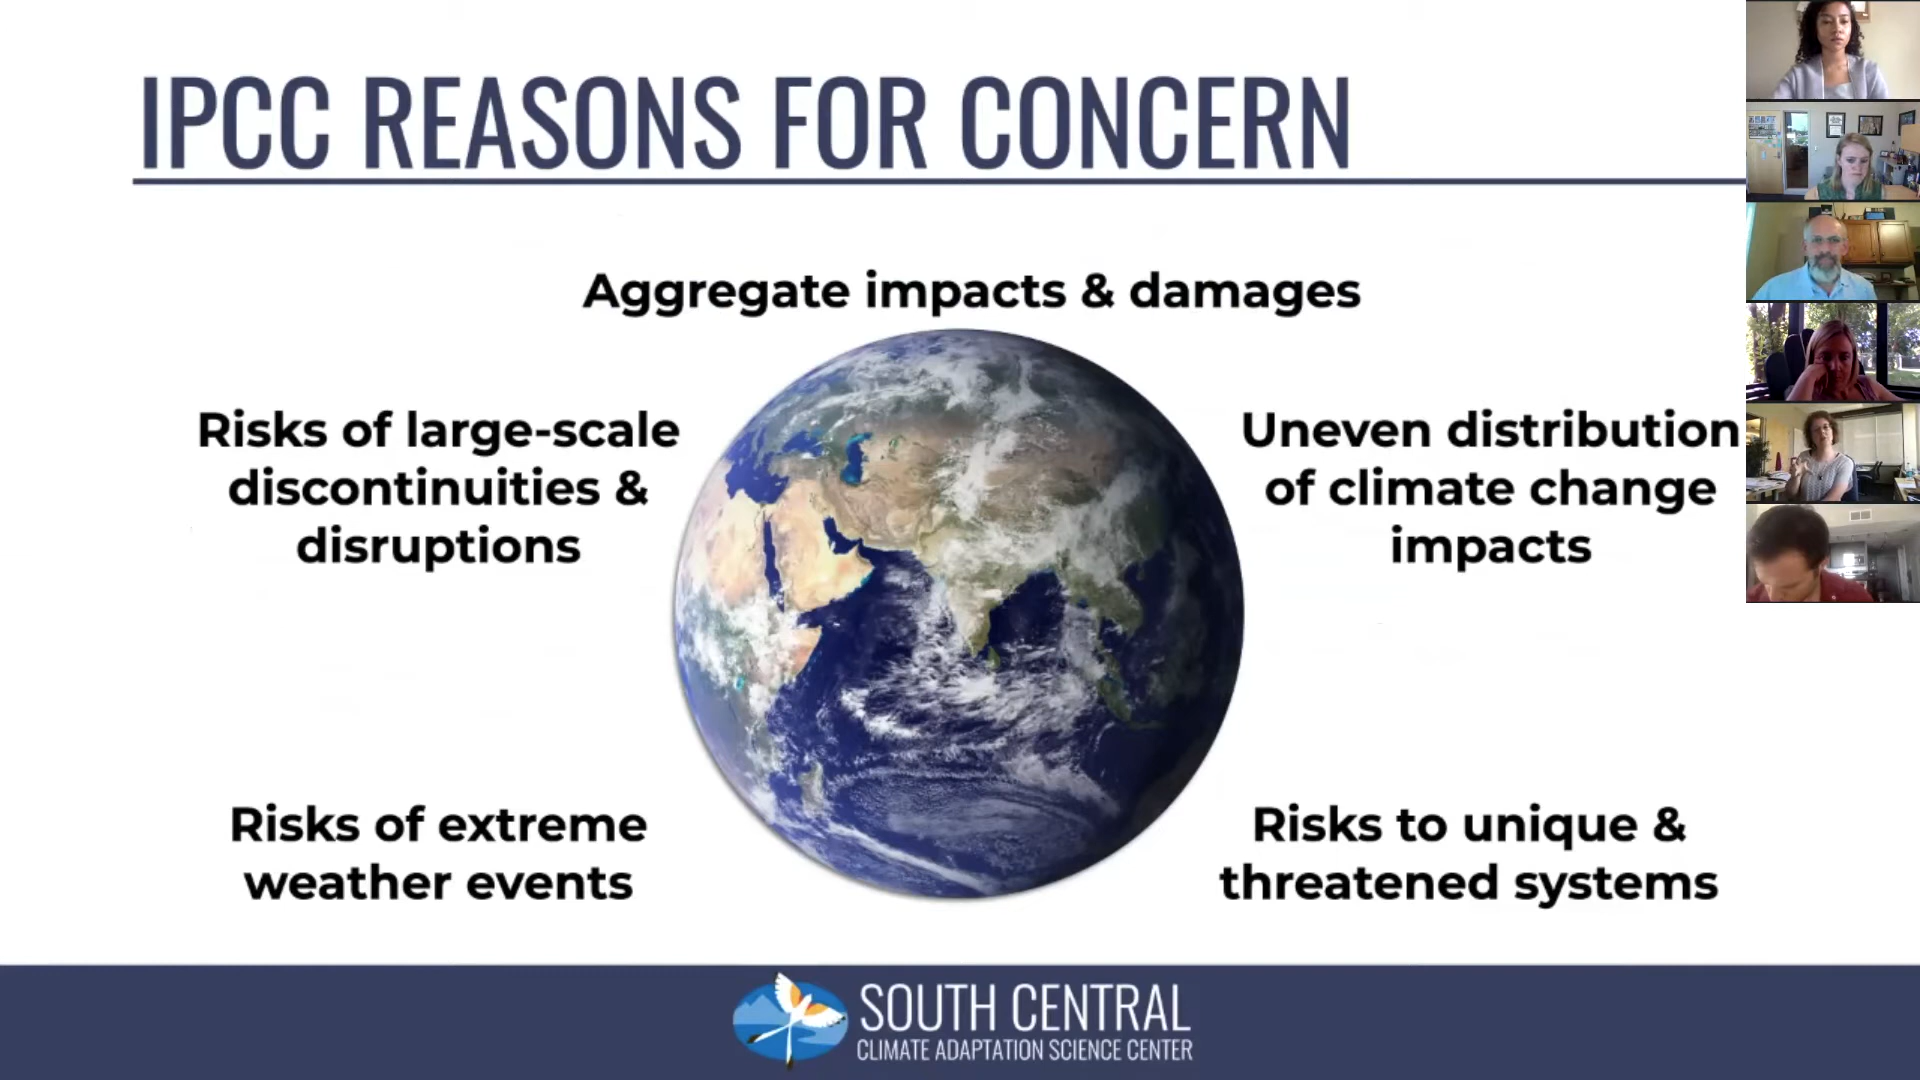 IPCC REASONS FOR CONCERN
Aggregate impacts & damages
Risks of large-scale
discontinuities &
disruptions
Uneven distribution
of climate change
impacts
Risks of extreme
weather events
Risks to unique &
threatened systems
SOUTH CENTRAL
CLIMATE ADAPTATION SCIENCE CENTER